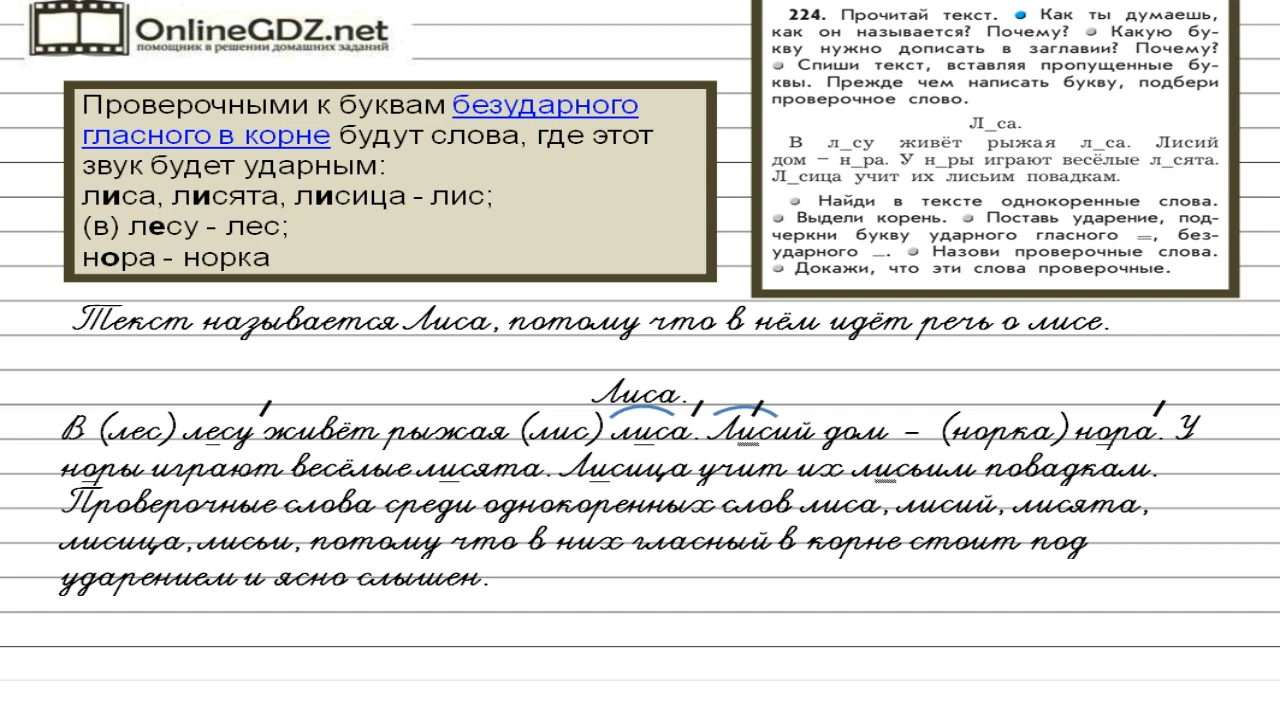 OnlineGDZ.net
помощник в решении домашних заданий
Проверочными к буквам безударного
гласного в корне будут слова, где этот
звук будет ударным:
лиса, лисята, лисица - лис;
(в) лесу - лес;
нора - норка
224. Прочитай текст. ● Как ты думаешь,
как он называется? Почему? ● Какую бу-
кву нужно дописать в заглавии? Почему?
● Спиши текст, вставляя пропущенные бу-
квы. Прежде чем написать букву, подбери
проверочное слово.
Л_са.
В л_су живёт рыжая л_са. Лисий
дом – н_ра. У н_ры играют весёлые л_сята.
Л_сица учит их лисьим повадкам.
● Найди в тексте однокоренные слова.
● Выдели корень. ● Поставь ударение, под-
черкни букву ударного гласного =, без-
ударного _. ● Назови проверочные слова.
● Докажи, что эти слова проверочные.
Текст называется Лиса, потому что в нём идёт речь о лисе.
Лиса.
В (лес) лесу живёт рыжая (лис) лиса. Лисий дом – (норка) нора. У
норы играют весёлые лисята. Лисица учит их лисьим повадкам.
Проверочные слова среди однокоренных слов лиса, лисий, лисята,
лисица, лисьи, потому что в них гласный в корне стоит под
ударением и ясно слышен.